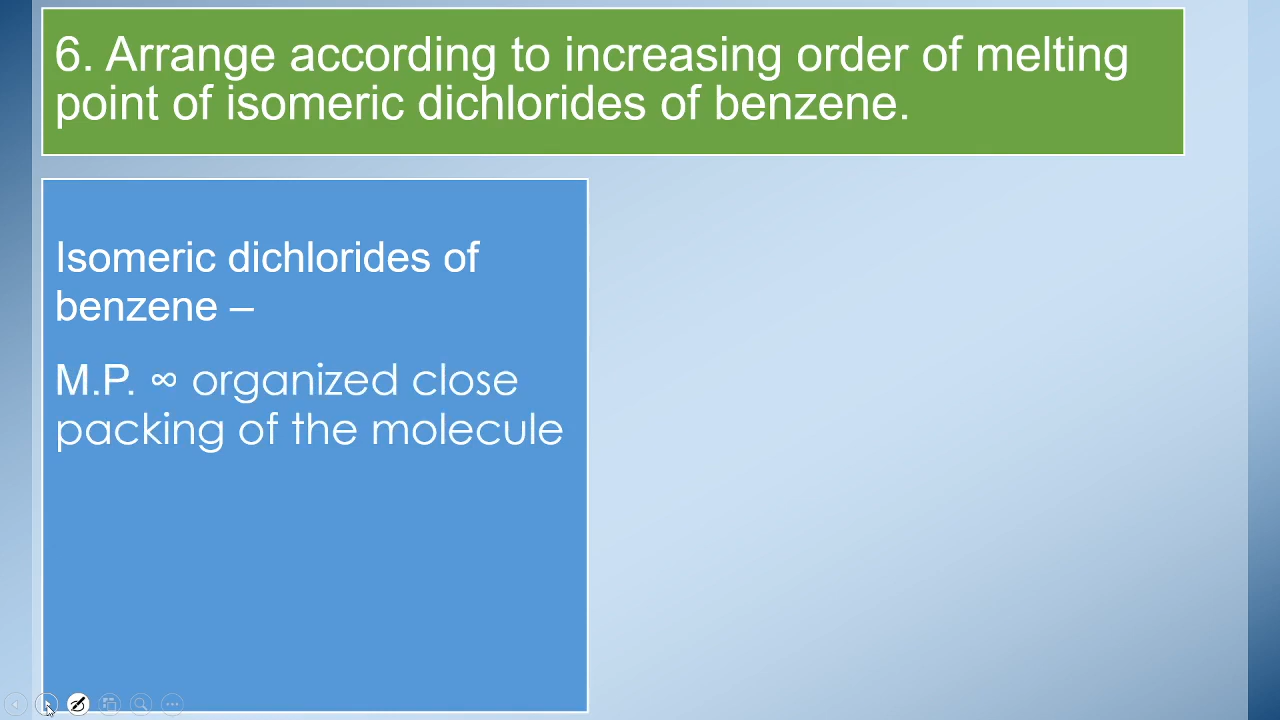 6. Arrange according to increasing order of melting
point of isomeric dichlorides of benzene.
Isomeric dichlorides of
benzene –
M.P. ∞ organized close
packing of the molecule